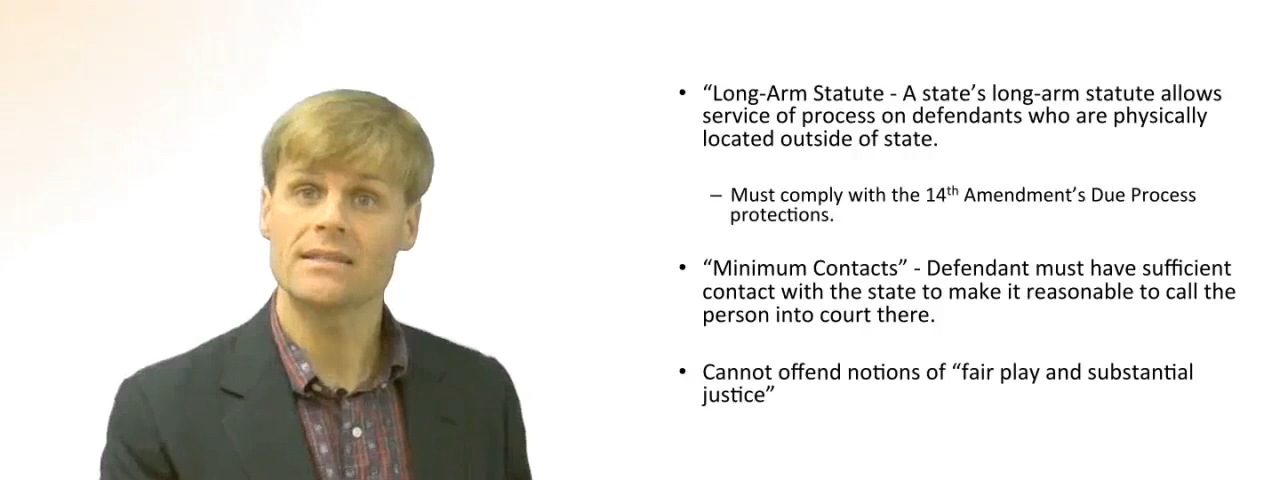 • “Long-Arm Statute - A state’s long-arm statute allows
service of process on defendants who are physically
located outside of state.
– Must comply with the 14th Amendment’s Due Process
protections.
• “Minimum Contacts” - Defendant must have sufficient
contact with the state to make it reasonable to call the
person into court there.
• Cannot offend notions of “fair play and substantial
justice”